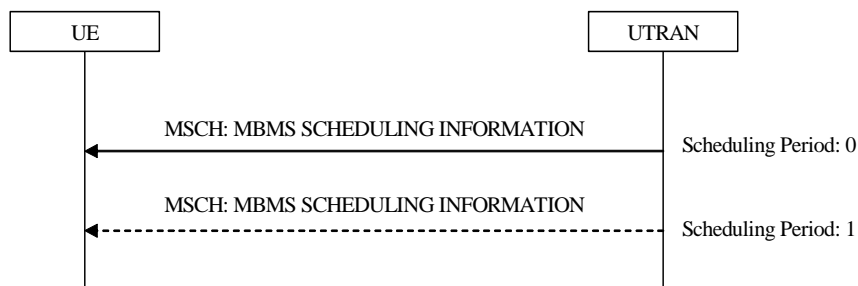 UE
UTRAN
MSCH: MBMS SCHEDULING INFORMATION
Scheduling Period: 0
MSCH: MBMS SCHEDULING INFORMATION
Scheduling Period: 1